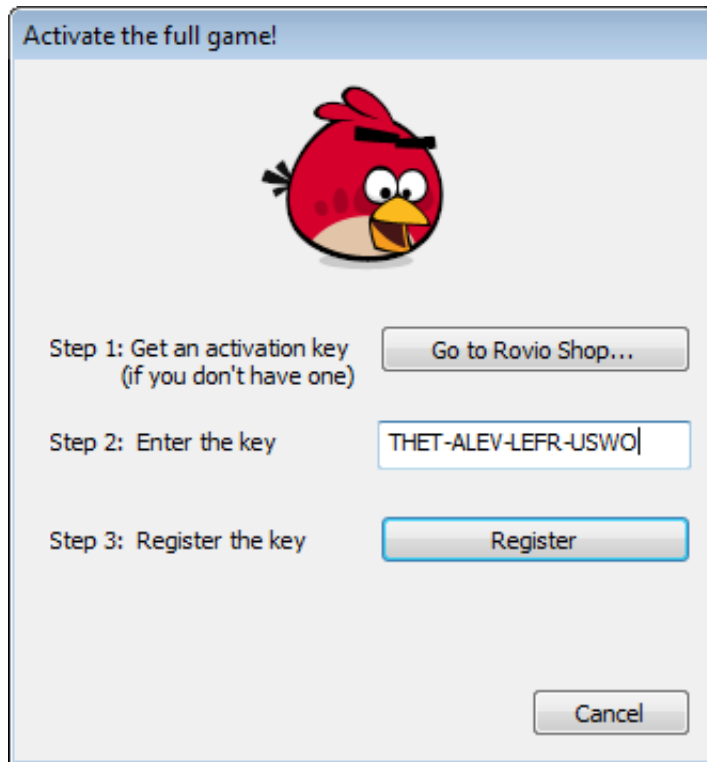 Activate the full game!
Step 1: Get an activation key
(if you don't have one)
Go to Rovio Shop...
Step 2: Enter the key
THET-ALEV-LEFR-USWO
Step 3: Register the key
Register
Cancel